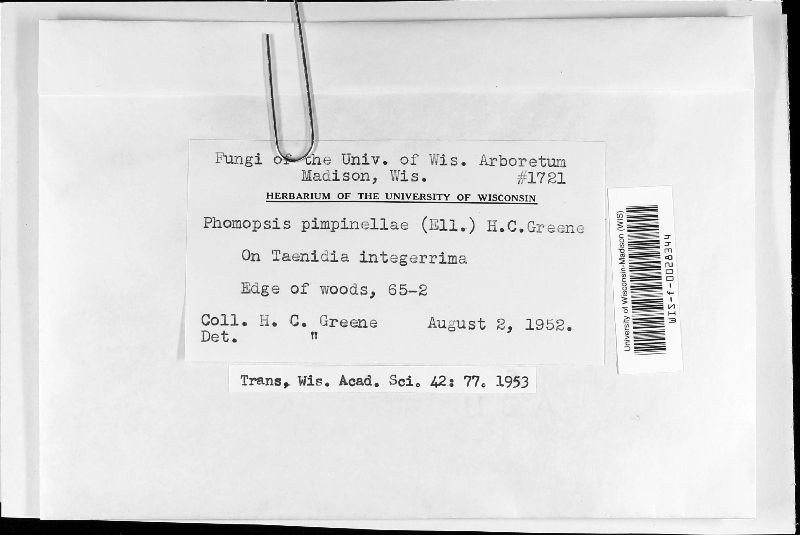 Fungi of the Univ. of Wis. Arboretum
Madison, Wis. #1721
HERBARIUM OF THE UNIVERSITY OF WISCONSIN
Phomopsis pimpinellae (Ell.) H.C.Greene
On Taenidia integerrima
Edge of woods, 65-2
Coll. H. C. Greene August 2, 1952.
Det. "
Trans. Wis. Acad. Sci. 42: 77. 1953
University of Wisconsin-Madison (WIS)
WIS-f-0028344